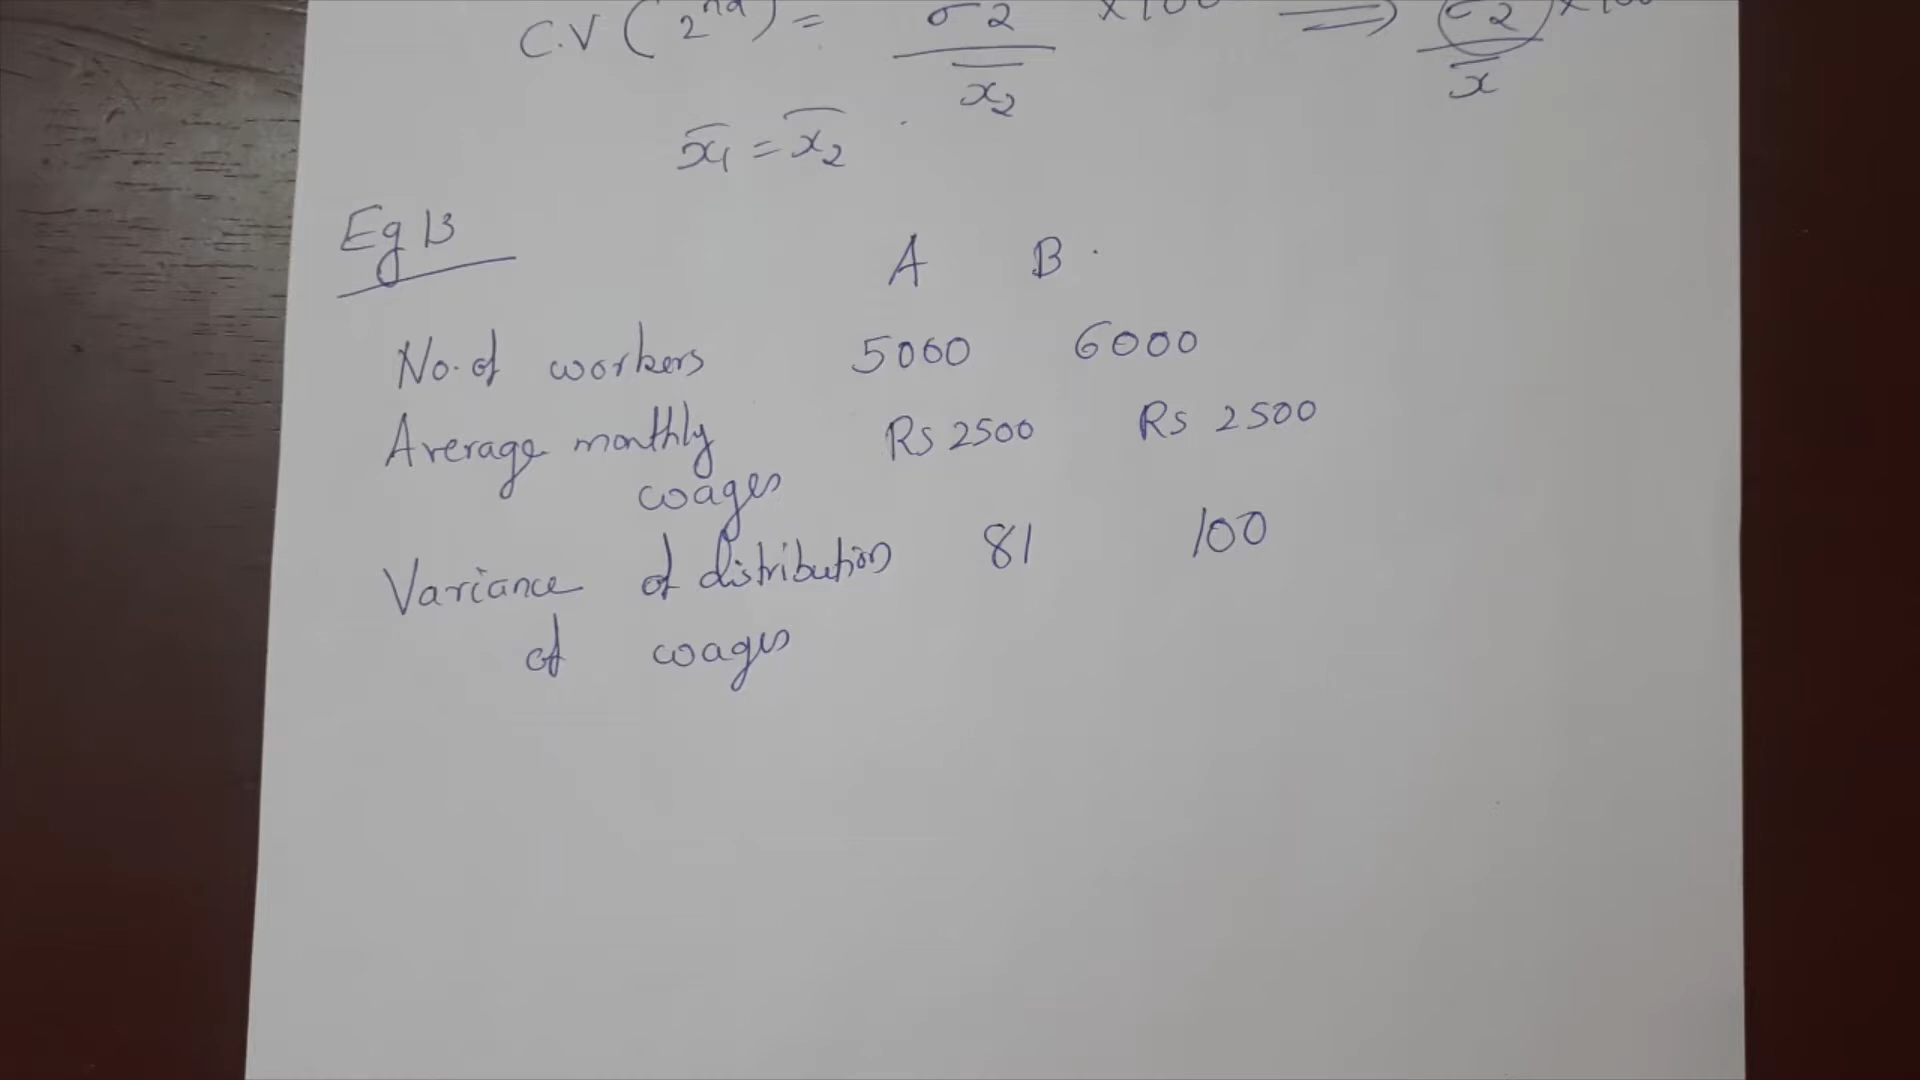 C.V (2nd) = σ2 / x̄2 ×100 ⟹ σ2 / x̄ ×100
x̄1 = x̄2
Eg 13
A B
No. of workers 5000 6000
Average monthly Rs 2500 Rs 2500
wages
Variance of distribution 81 100
of wages